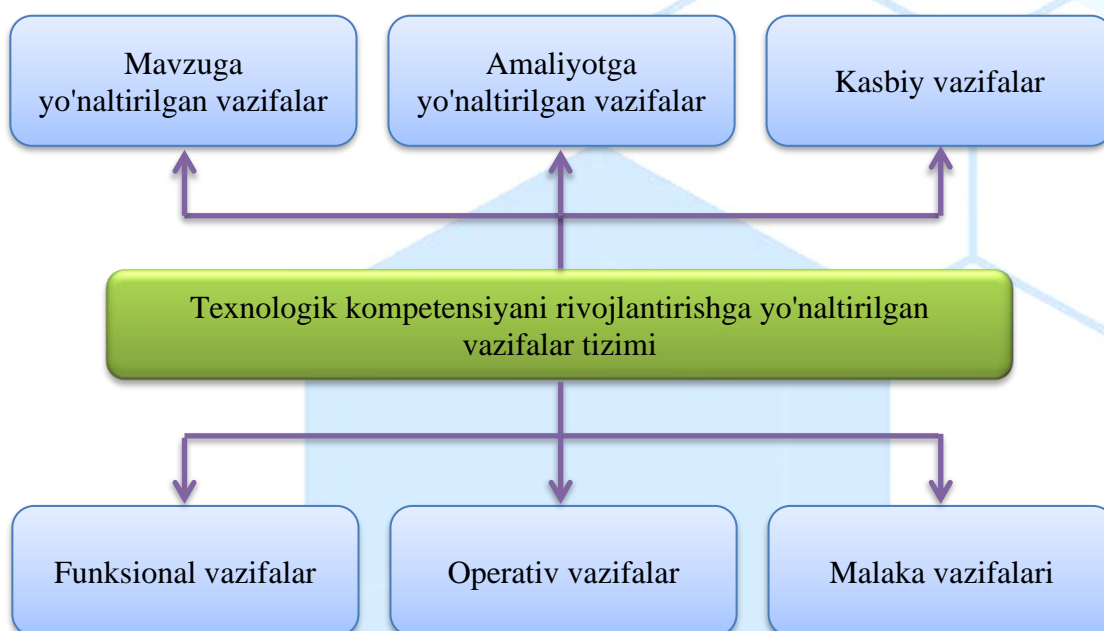 Mavzuga
yo'naltirilgan vazifalar
Amaliyotga
yo'naltirilgan vazifalar
Kasbiy vazifalar
Texnologik kompetensiyani rivojlantirishga yo'naltirilgan
vazifalar tizimi
Funksional vazifalar
Operativ vazifalar
Malaka vazifalari